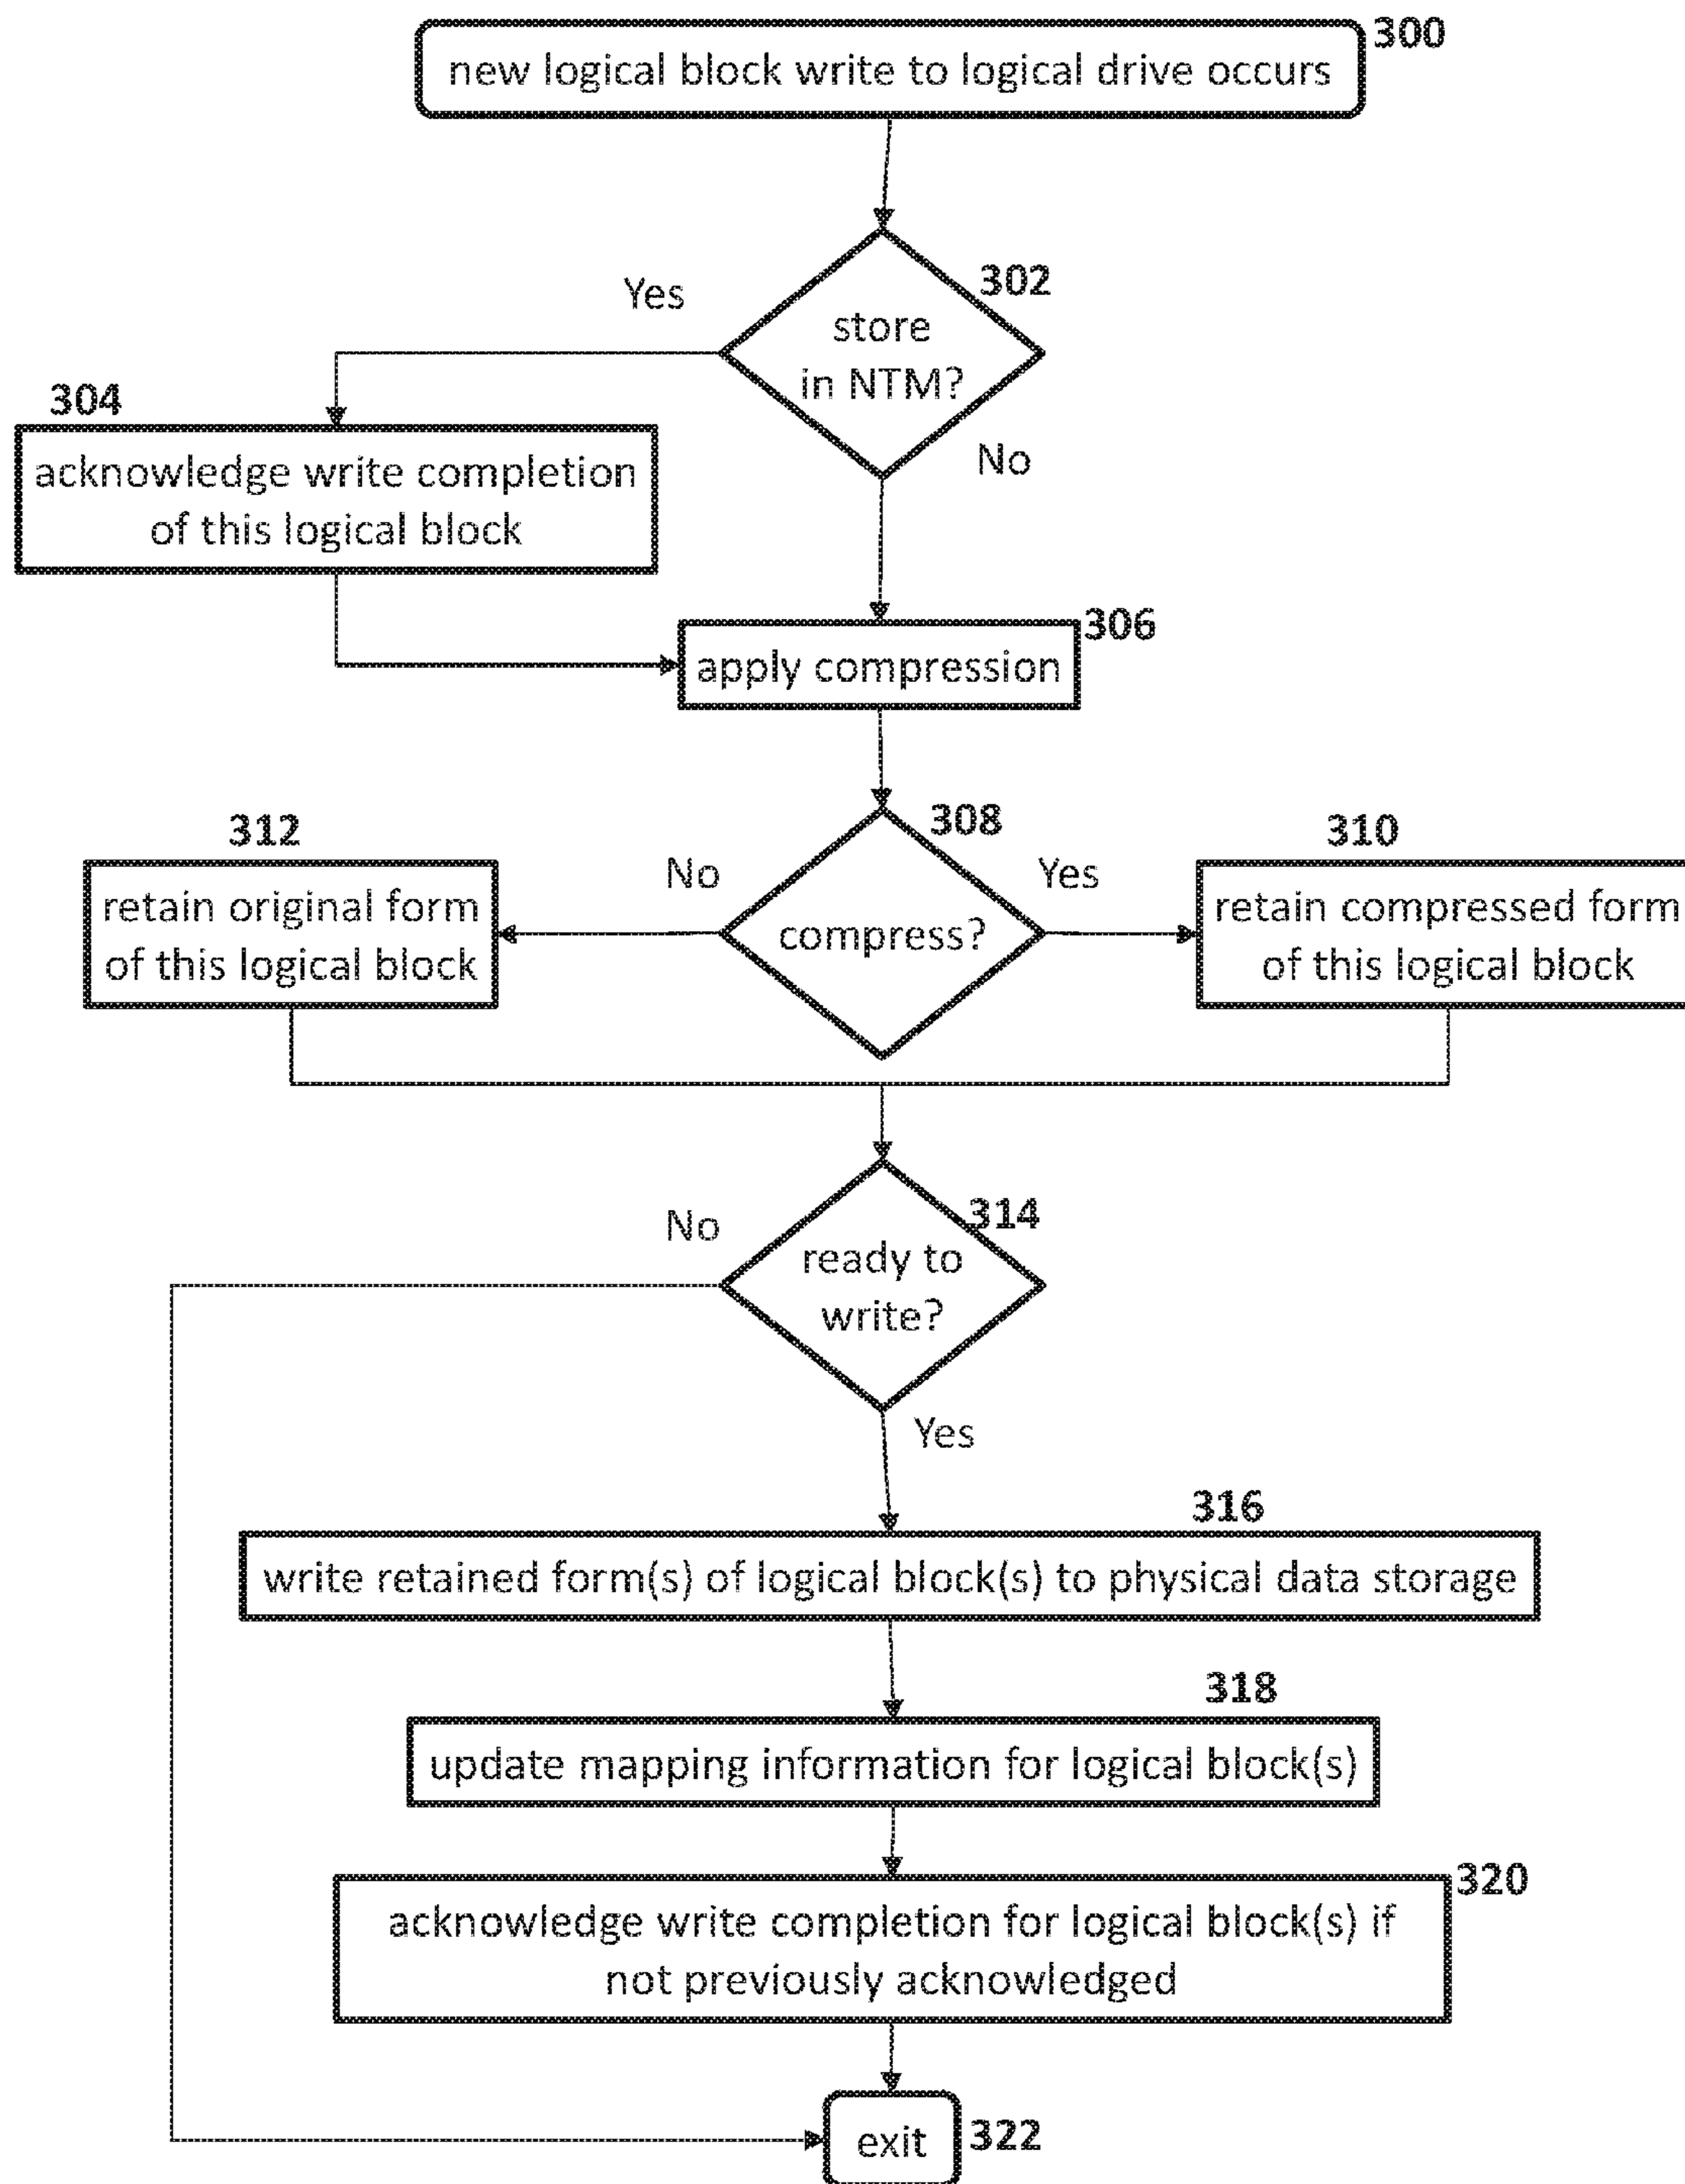 300
new logical block write to logical drive occurs
302
Yes
store
in NTM?
304
No
acknowledge write completion
of this logical block
306
apply compression
308
312
310
No
Yes
retain original form
of this logical block
compress?
retain compressed form
of this logical block
314
No
ready to
write?
Yes
316
write retained form(s) of logical block(s) to physical data storage
318
update mapping information for logical block(s)
320
acknowledge write completion for logical block(s) if
not previously acknowledged
exit
322